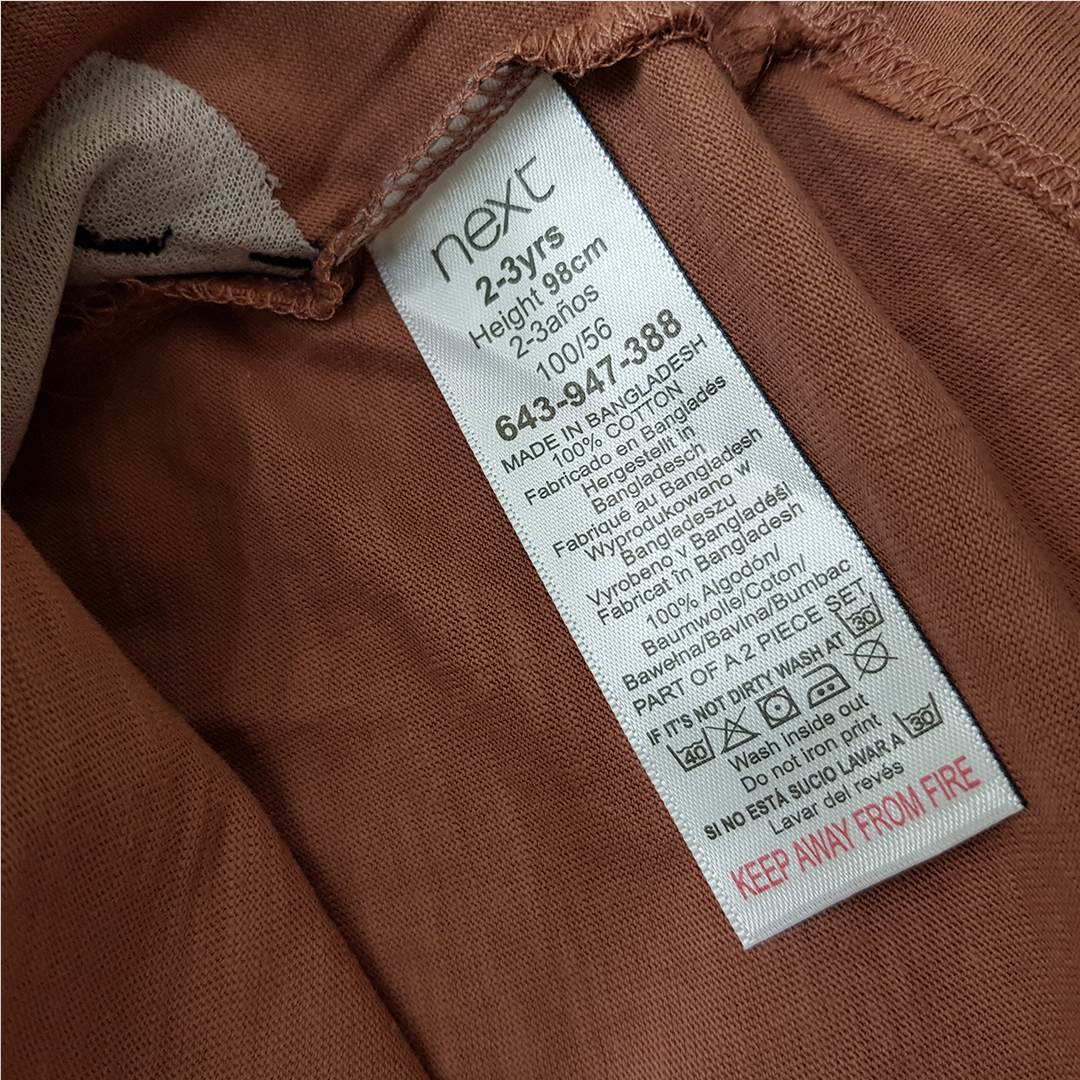 next
2-3yrs
Height 98cm
2-3años
100/56
643-947-388
MADE IN BANGLADESH
100% COTTON
Fabricado en Bangladés
Hergestellt in
Bangladesch
Fabriqué au Bangladesh
Wyprodukowano w
Bangladeszu
Vyrobeno v Bangladéši
Fabricat în Bangladesh
100% Algodón/
Baumwolle/Coton/
Bawełna/Bavlna/Bumbac
PART OF A 2 PIECE SET
IF IT'S NOT DIRTY WASH AT 30
40
Wash inside out
Do not iron print
SI NO ESTÁ SUCIO LAVAR A 30
Lavar del revés
KEEP AWAY FROM FIRE